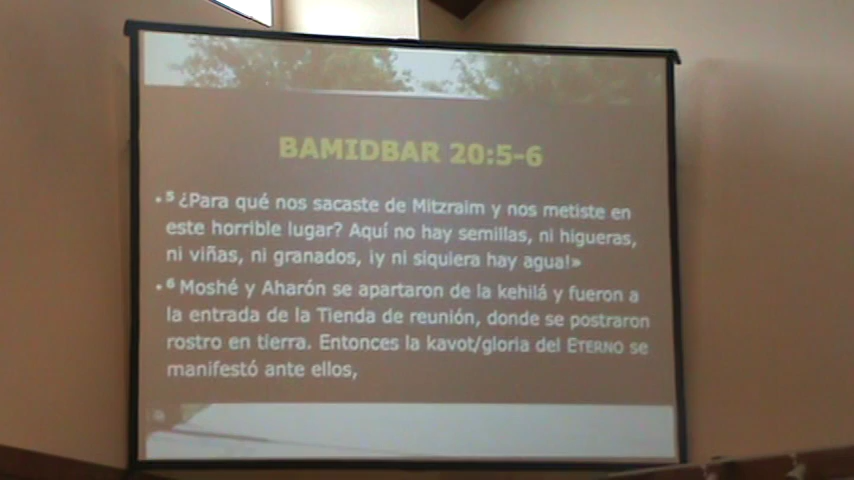 BAMIDBAR 20:5-6
• 5 ¿Para qué nos sacaste de Mitzraim y nos metiste en
este horrible lugar? Aquí no hay semillas, ni higueras,
ni viñas, ni granados, ¡y ni siquiera hay agua!»
• 6 Moshé y Aharón se apartaron de la kehilá y fueron a
la entrada de la Tienda de reunión, donde se postraron
rostro en tierra. Entonces la kavot/gloria del ETERNO se
manifestó ante ellos,